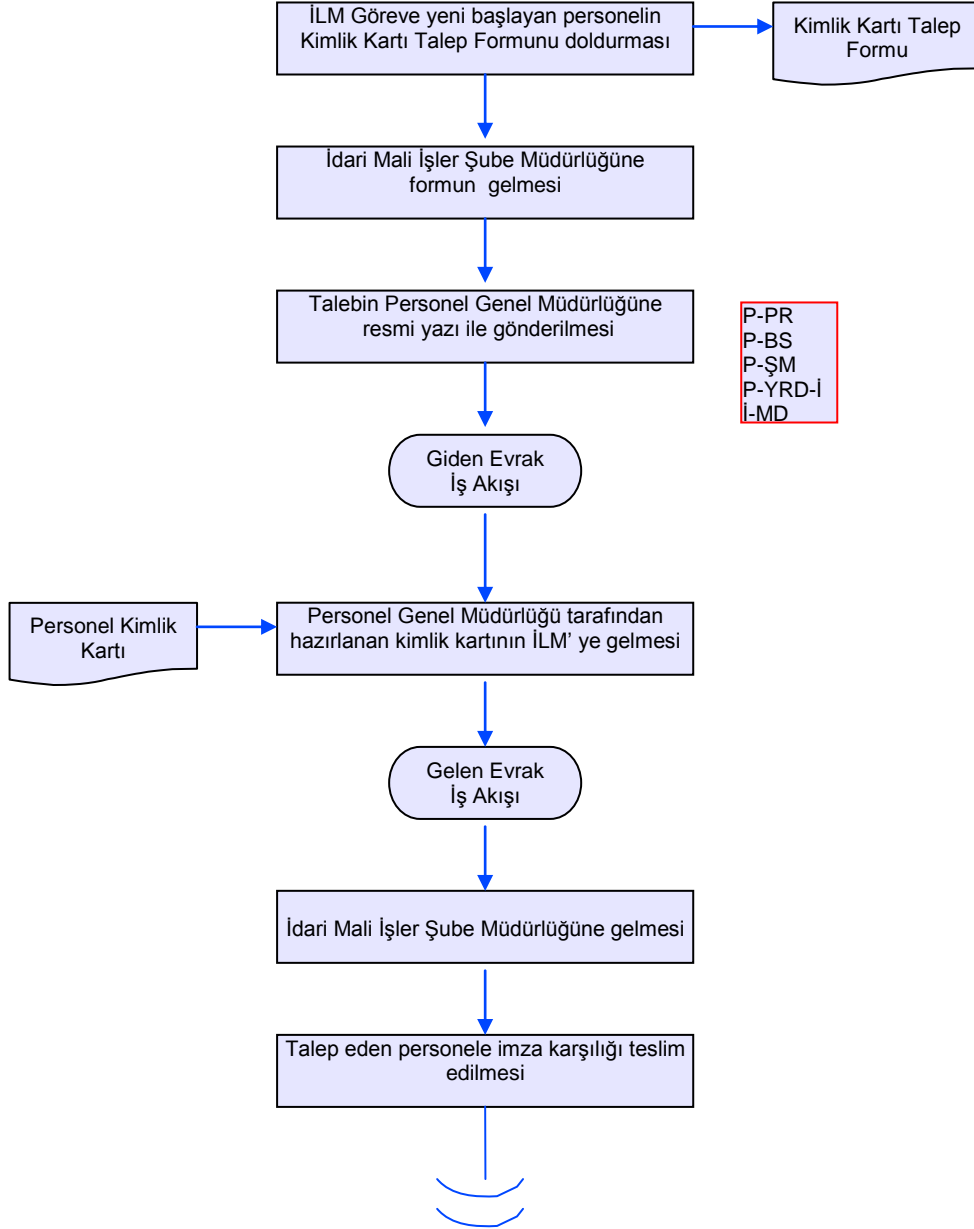 İLM Göreve yeni başlayan personelin
Kimlik Kartı Talep Formunu doldurması
Kimlik Kartı Talep
Formu
İdari Mali İşler Şube Müdürlüğüne
formun gelmesi
Talebin Personel Genel Müdürlüğüne
resmi yazı ile gönderilmesi
P-PR
P-BS
P-ŞM
P-YRD-İ
İ-MD
Giden Evrak
İş Akışı
Personel Kimlik
Kartı
Personel Genel Müdürlüğü tarafından
hazırlanan kimlik kartının İLM' ye gelmesi
Gelen Evrak
İş Akışı
İdari Mali İşler Şube Müdürlüğüne gelmesi
Talep eden personele imza karşılığı teslim
edilmesi